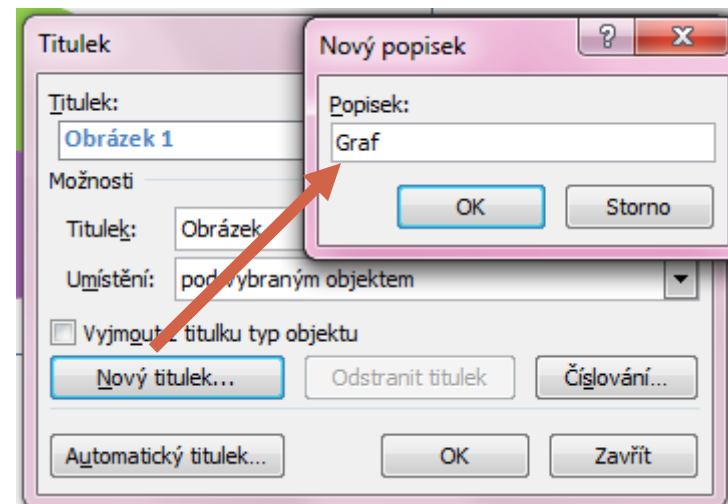 Titulek
Titulek:
Obrázek 1
Možnosti
Titulek:
Obrázek
Umístění:
pod vybraným objektem
Vyjmout z titulku typ objektu
Nový titulek...
Odstranit titulek
Číslování...
Automatický titulek...
OK
Zavřít
Nový popisek
?
Popisek:
Graf
OK
Storno